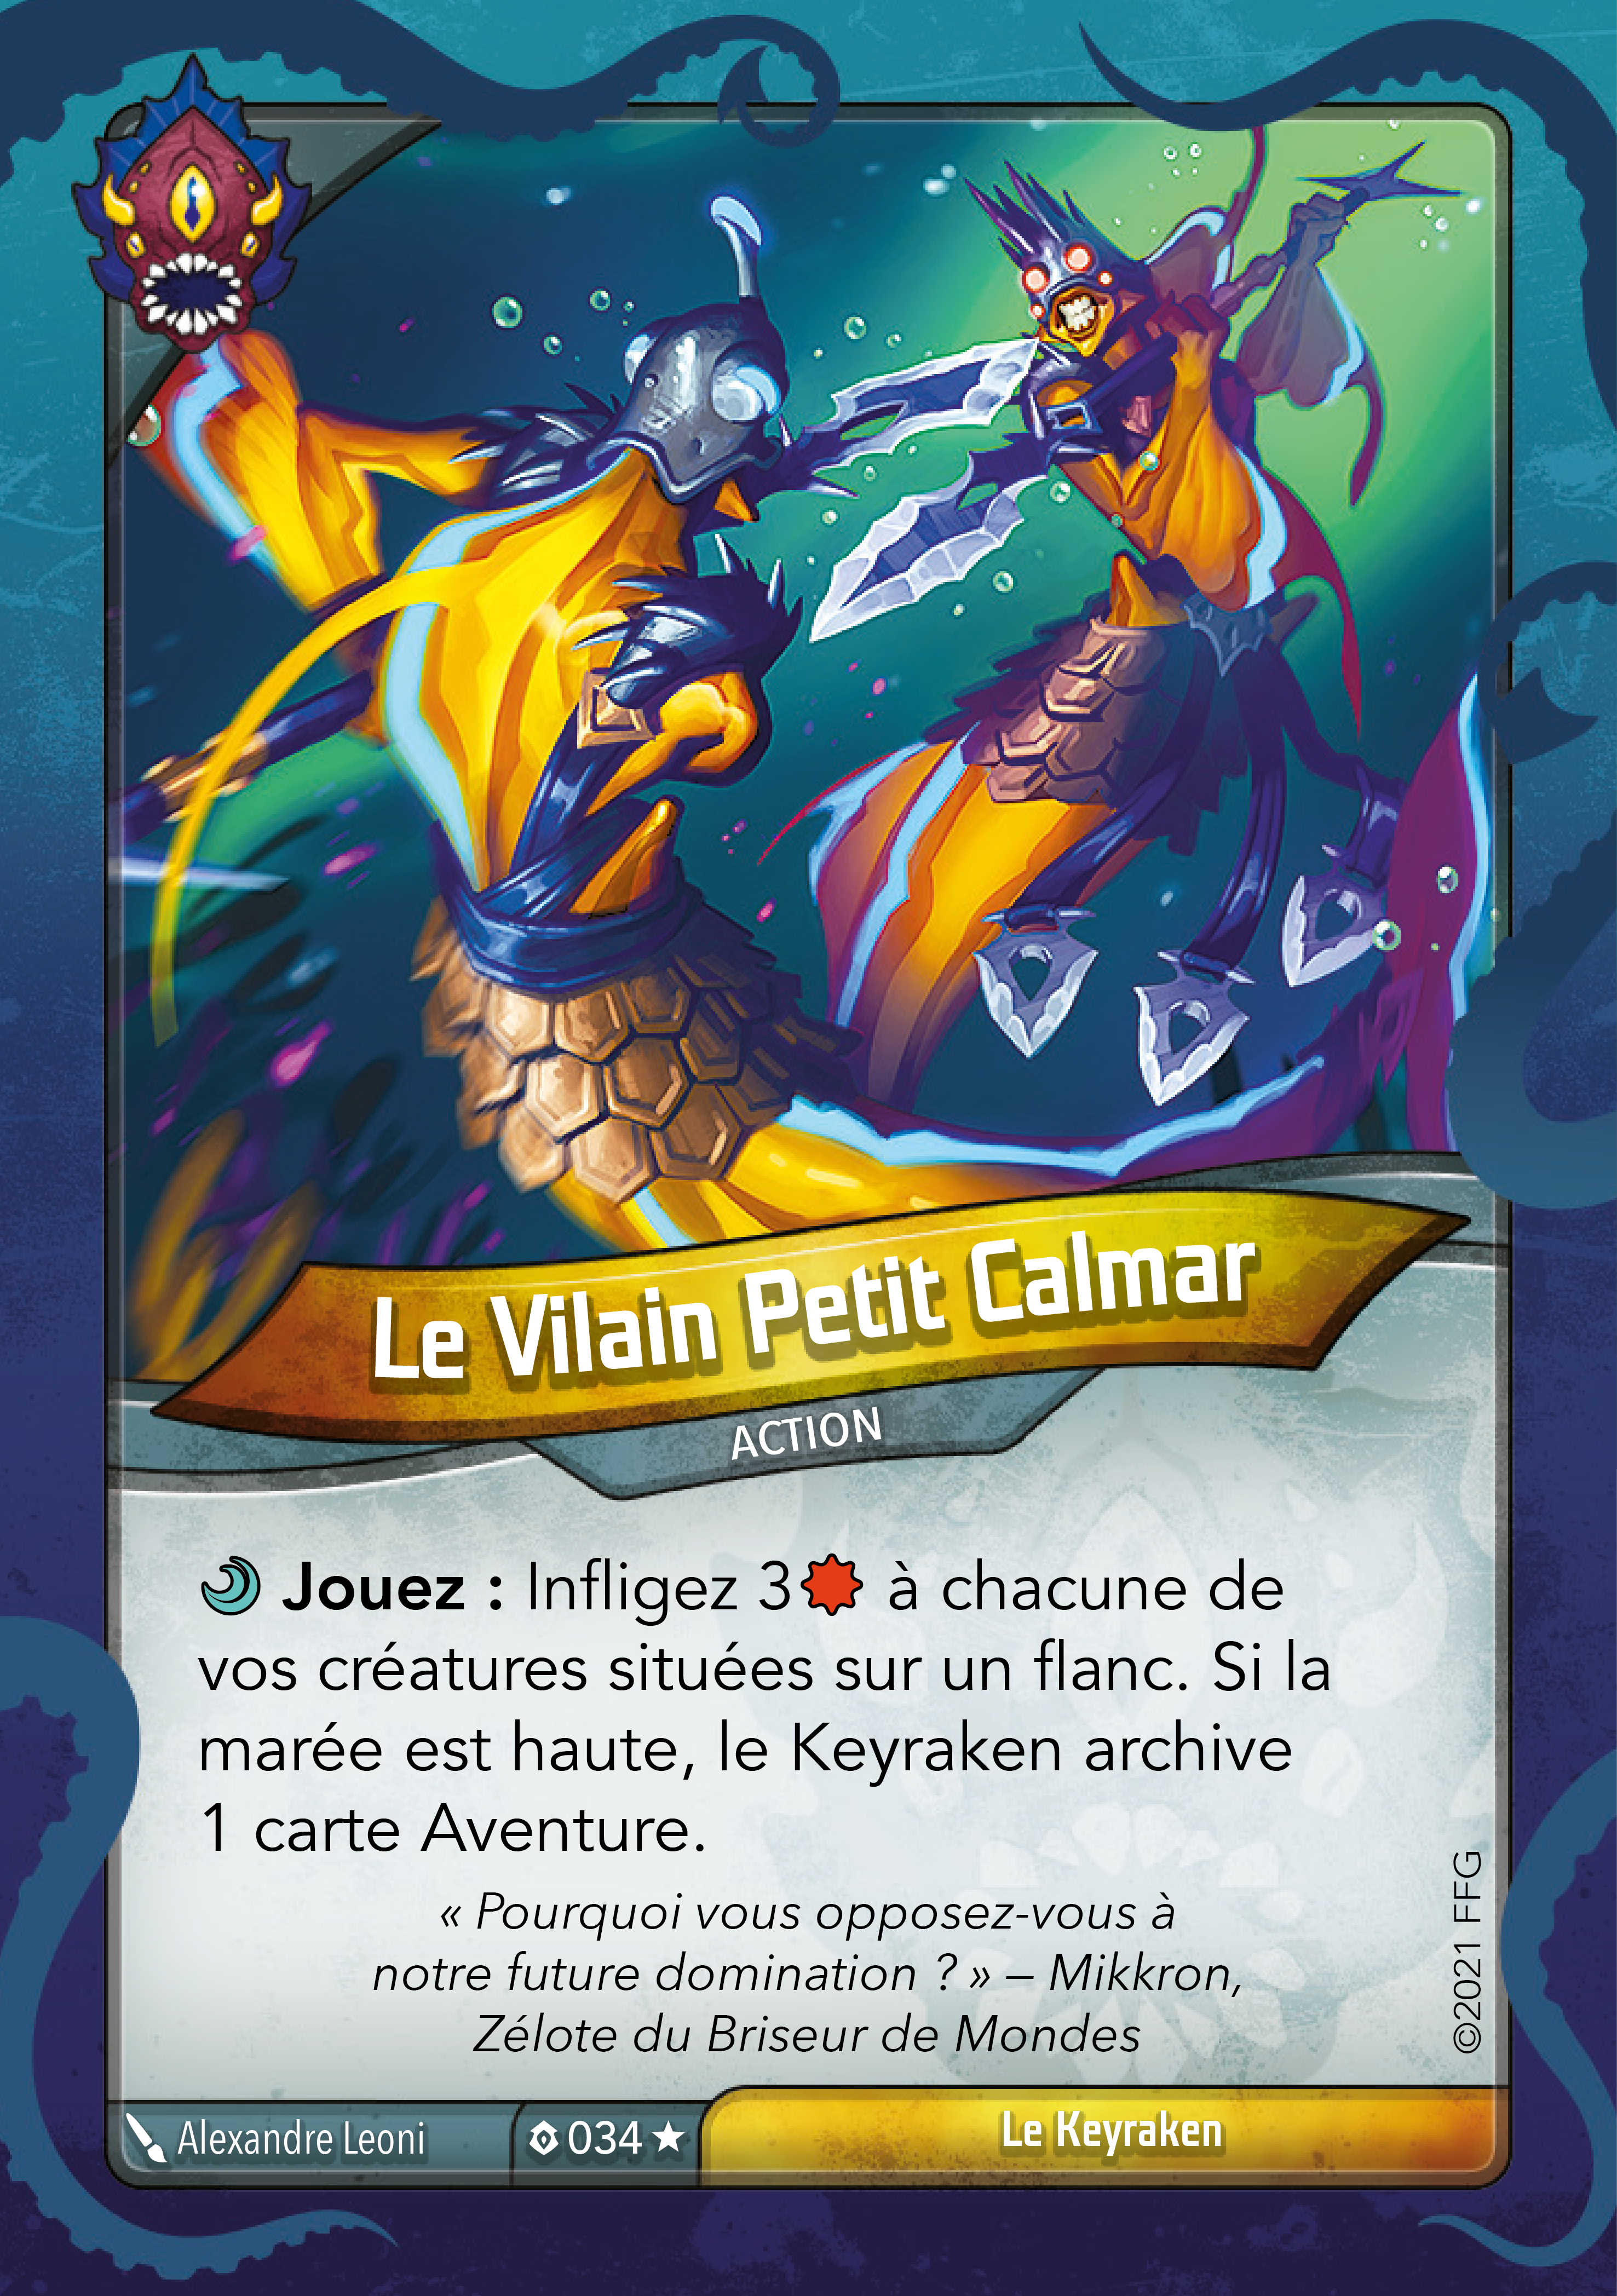 Le Vilain Petit Calmar
ACTION
Jouez : Infligez 3 à chacune de
vos créatures situées sur un flanc. Si la
marée est haute, le Keyraken archive
1 carte Aventure.
« Pourquoi vous opposez-vous à
notre future domination ? » – Mikkron,
Zélote du Briseur de Mondes
©2021 FFG
Alexandre Leoni
034
Le Keyraken